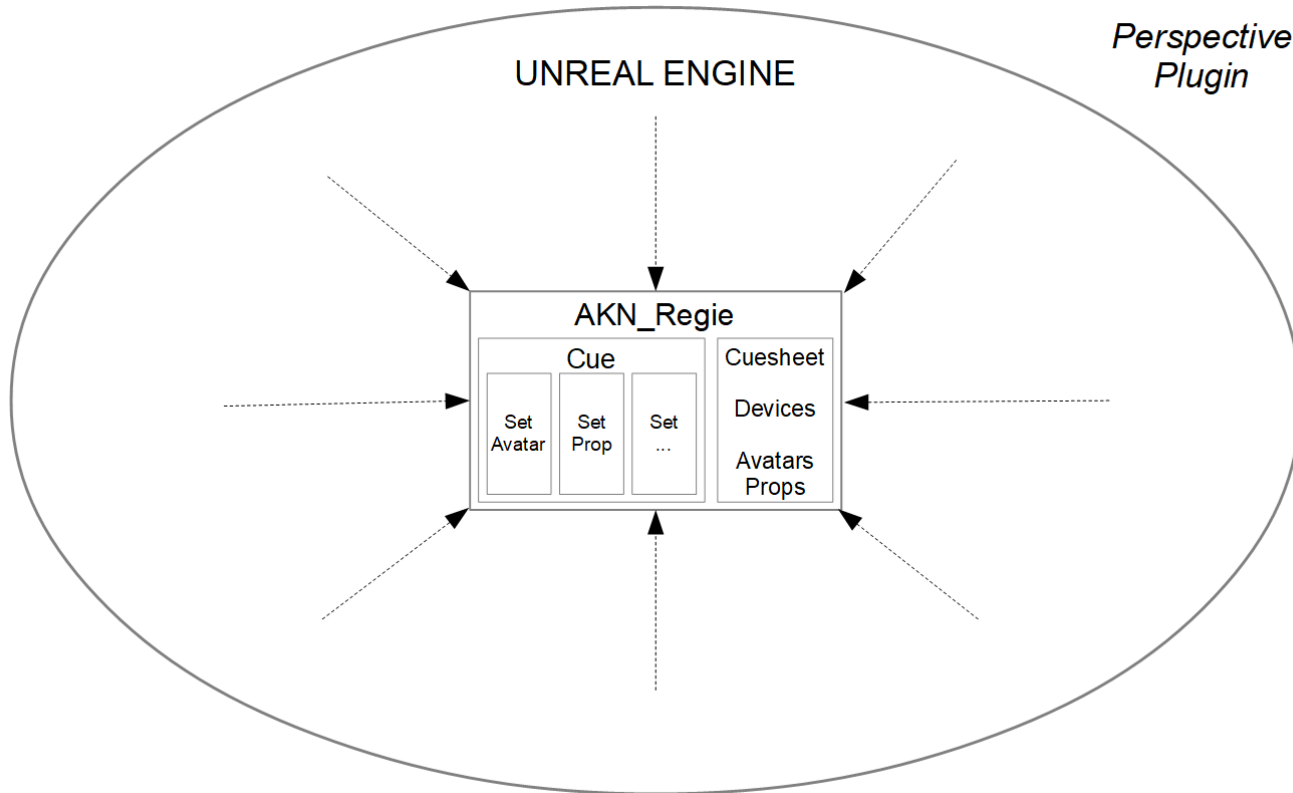 Perspective
Plugin
UNREAL ENGINE
AKN_Regie
Cue
Set
Avatar
Set
Prop
Set
...
Cuesheet
Devices
Avatars
Props